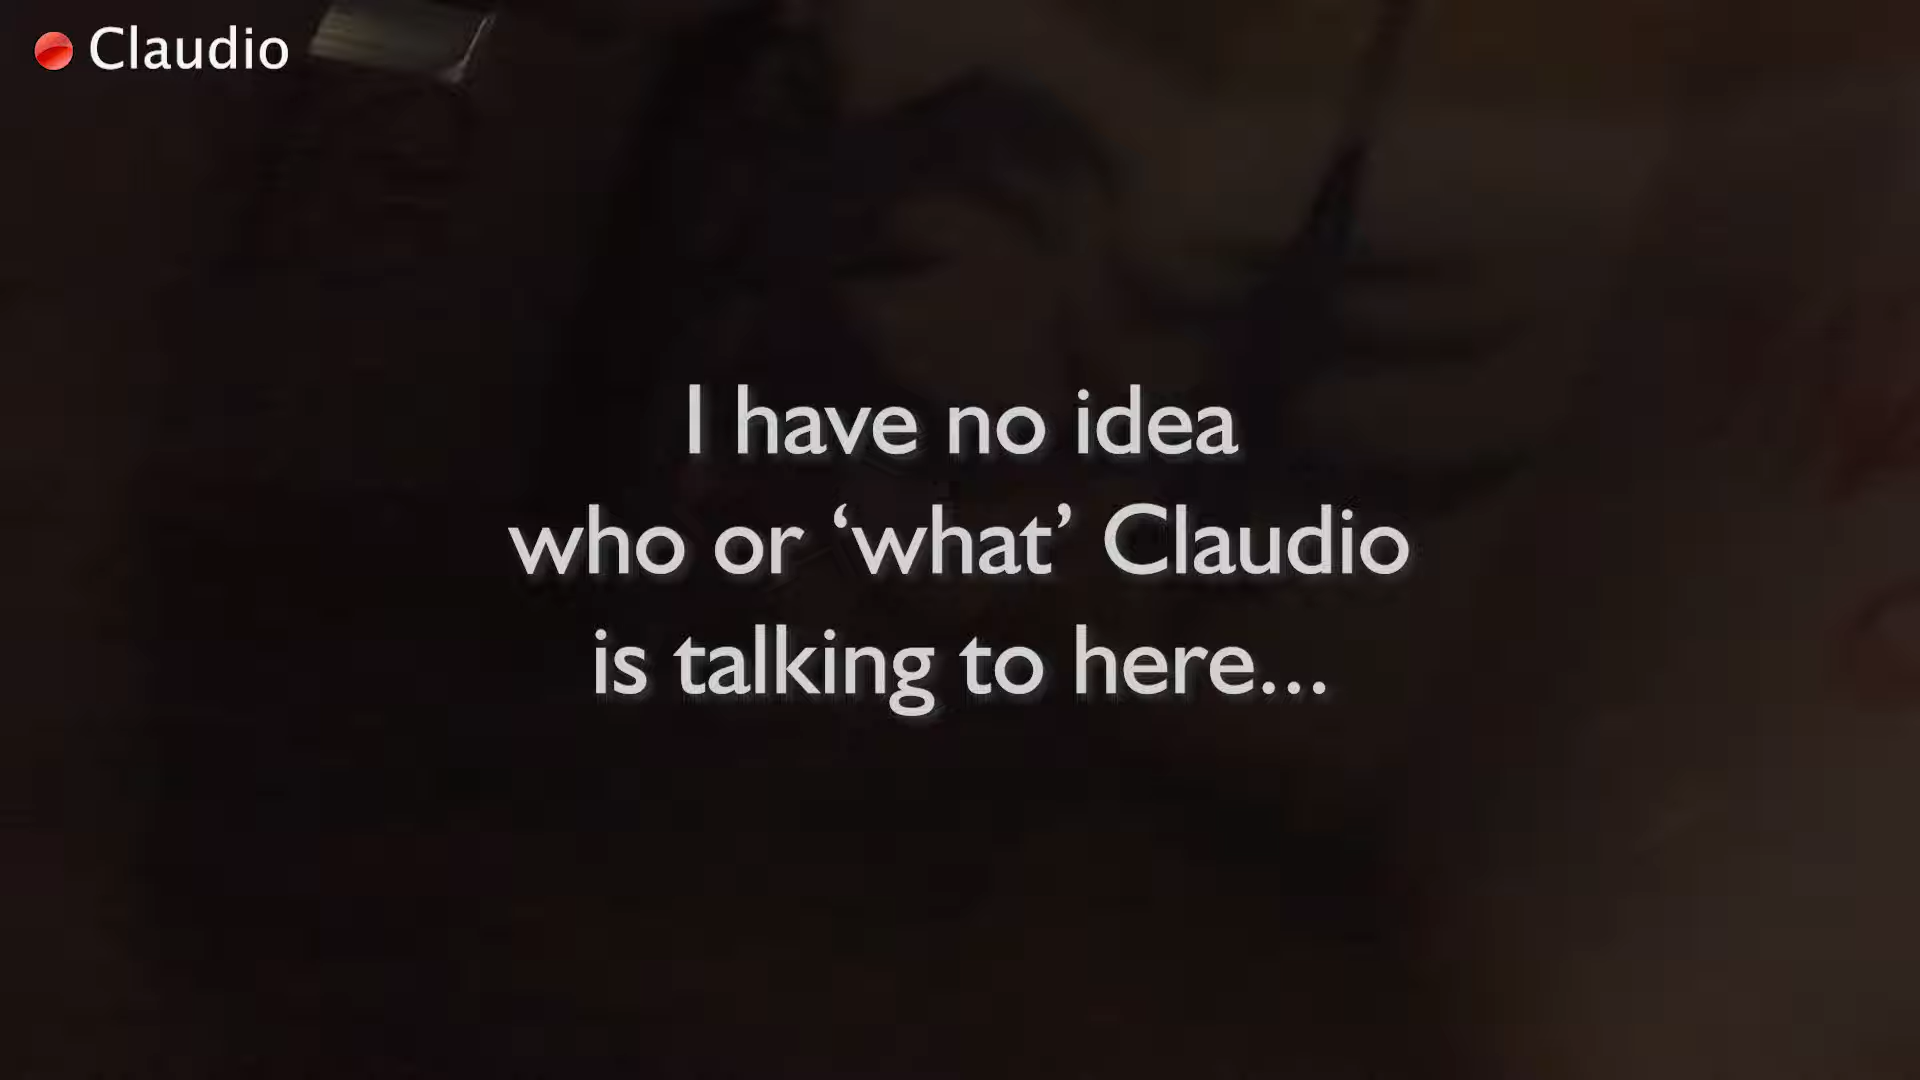 Claudio
I have no idea
who or ‘what’ Claudio
is talking to here...